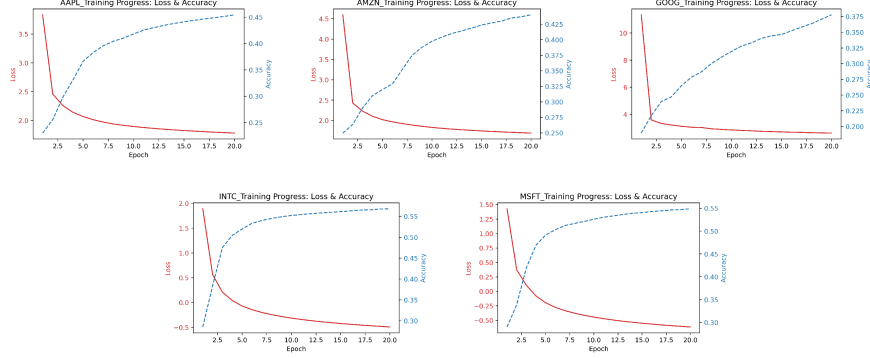 AAPL_Training Progress: Loss & Accuracy
3.5
3.0
2.5
2.0
Loss
2.5 5.0 7.5 10.0 12.5 15.0 17.5 20.0
Epoch
0.45
0.40
0.35
0.30
0.25
Accuracy
AMZN_Training Progress: Loss & Accuracy
4.5
4.0
3.5
3.0
2.5
2.0
Loss
2.5 5.0 7.5 10.0 12.5 15.0 17.5 20.0
Epoch
0.425
0.400
0.375
0.350
0.325
0.300
0.275
0.250
Accuracy
GOOG_Training Progress: Loss & Accuracy
10
8
6
4
Loss
2.5 5.0 7.5 10.0 12.5 15.0 17.5 20.0
Epoch
0.375
0.350
0.325
0.300
0.275
0.250
0.225
0.200
Accuracy
INTC_Training Progress: Loss & Accuracy
2.0
1.5
1.0
0.5
0.0
−0.5
Loss
2.5 5.0 7.5 10.0 12.5 15.0 17.5 20.0
Epoch
0.55
0.50
0.45
0.40
0.35
0.30
Accuracy
MSFT_Training Progress: Loss & Accuracy
1.50
1.25
1.00
0.75
0.50
0.25
0.00
−0.25
−0.50
Loss
2.5 5.0 7.5 10.0 12.5 15.0 17.5 20.0
Epoch
0.55
0.50
0.45
0.40
0.35
0.30
Accuracy